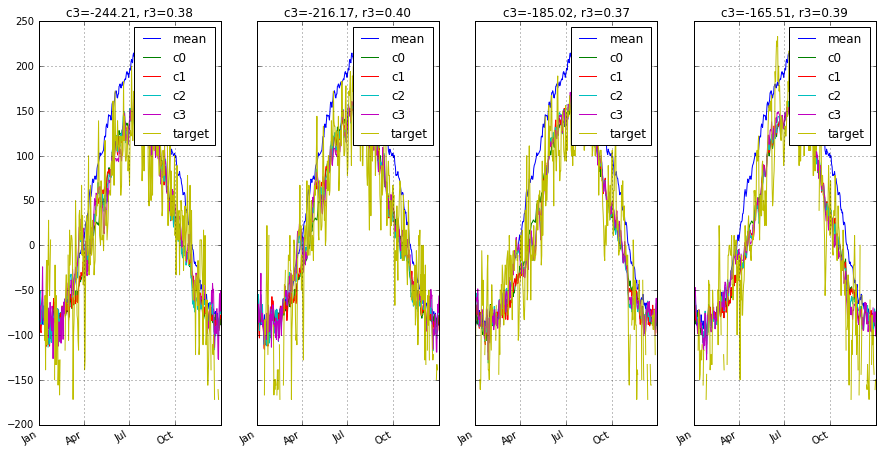 c3=-244.21, r3=0.38
c3=-216.17, r3=0.40
c3=-185.02, r3=0.37
c3=-165.51, r3=0.39
250
200
150
100
50
0
−50
−100
−150
−200
mean
c0
c1
c2
c3
target
mean
c0
c1
c2
c3
target
mean
c0
c1
c2
c3
target
mean
c0
c1
c2
c3
target
Jan Apr Jul Oct
Jan Apr Jul Oct
Jan Apr Jul Oct
Jan Apr Jul Oct